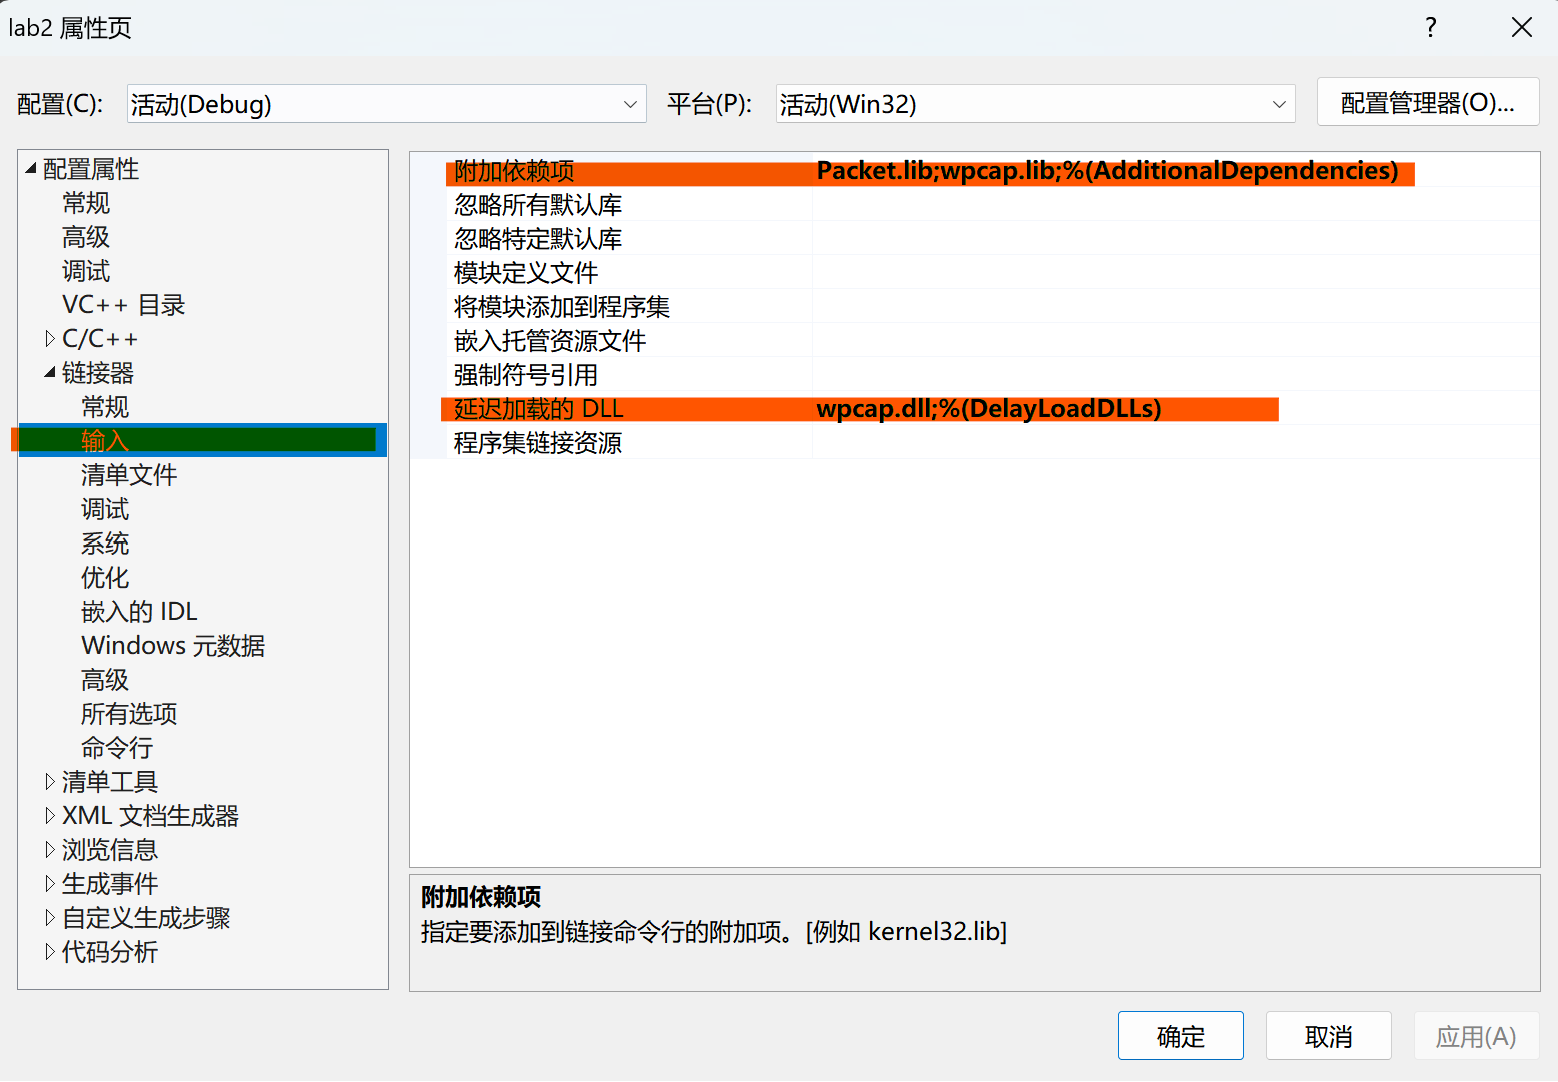 lab2 属性页
?
配置(C): 活动(Debug) 平台(P): 活动(Win32) 配置管理器(O)...
配置属性
常规
高级
调试
VC++ 目录
C/C++
链接器
常规
输入
清单文件
调试
系统
优化
嵌入的 IDL
Windows 元数据
高级
所有选项
命令行
清单工具
XML 文档生成器
浏览信息
生成事件
自定义生成步骤
代码分析
附加依赖项 Packet.lib;wpcap.lib;%(AdditionalDependencies)
忽略所有默认库
忽略特定默认库
模块定义文件
将模块添加到程序集
嵌入托管资源文件
强制符号引用
延迟加载的 DLL wpcap.dll;%(DelayLoadDLLs)
程序集链接资源
附加依赖项
指定要添加到链接命令行的附加项。[例如 kernel32.lib]
确定 取消 应用(A)